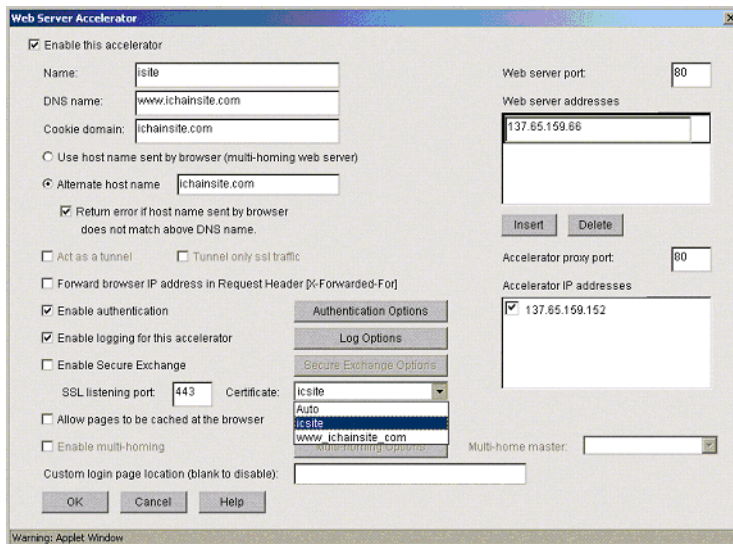 Web Server Accelerator
Enable this accelerator
Name: isite
DNS name: www.ichainsite.com
Cookie domain: ichainsite.com
Use host name sent by browser (multi-homing web server)
Alternate host name ichainsite.com
Return error if host name sent by browser
does not match above DNS name.
Act as a tunnel Tunnel only ssl traffic
Forward browser IP address in Request Header [X-Forwarded-For]
Enable authentication Authentication Options
Enable logging for this accelerator Log Options
Enable Secure Exchange Secure Exchange Options
SSL listening port: 443 Certificate: icsite
Auto
icsite
www_ichainsite_com
Allow pages to be cached at the browser
Enable multi-homing Multi-homing Options Multi-home master:
Custom login page location (blank to disable):
OK Cancel Help
Web server port: 80
Web server addresses
137.65.159.66
Insert Delete
Accelerator proxy port: 80
Accelerator IP addresses
137.65.159.152
Warning: Applet Window